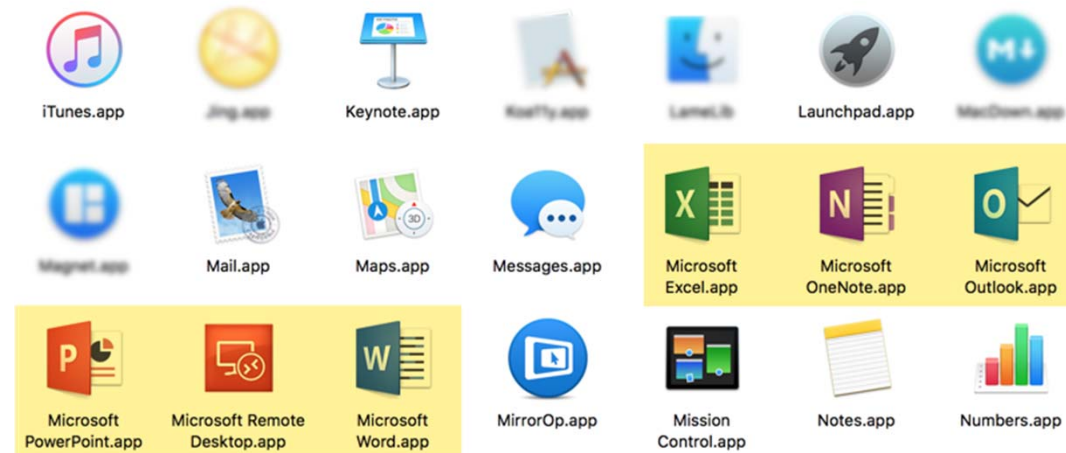 iTunes.app Keynote.app Launchpad.app
3D X N O
Mail.app Maps.app Messages.app Microsoft Microsoft Microsoft
Excel.app OneNote.app Outlook.app
P W
Microsoft Microsoft Remote Microsoft MirrorOp.app Mission Notes.app Numbers.app
PowerPoint.app Desktop.app Word.app Control.app